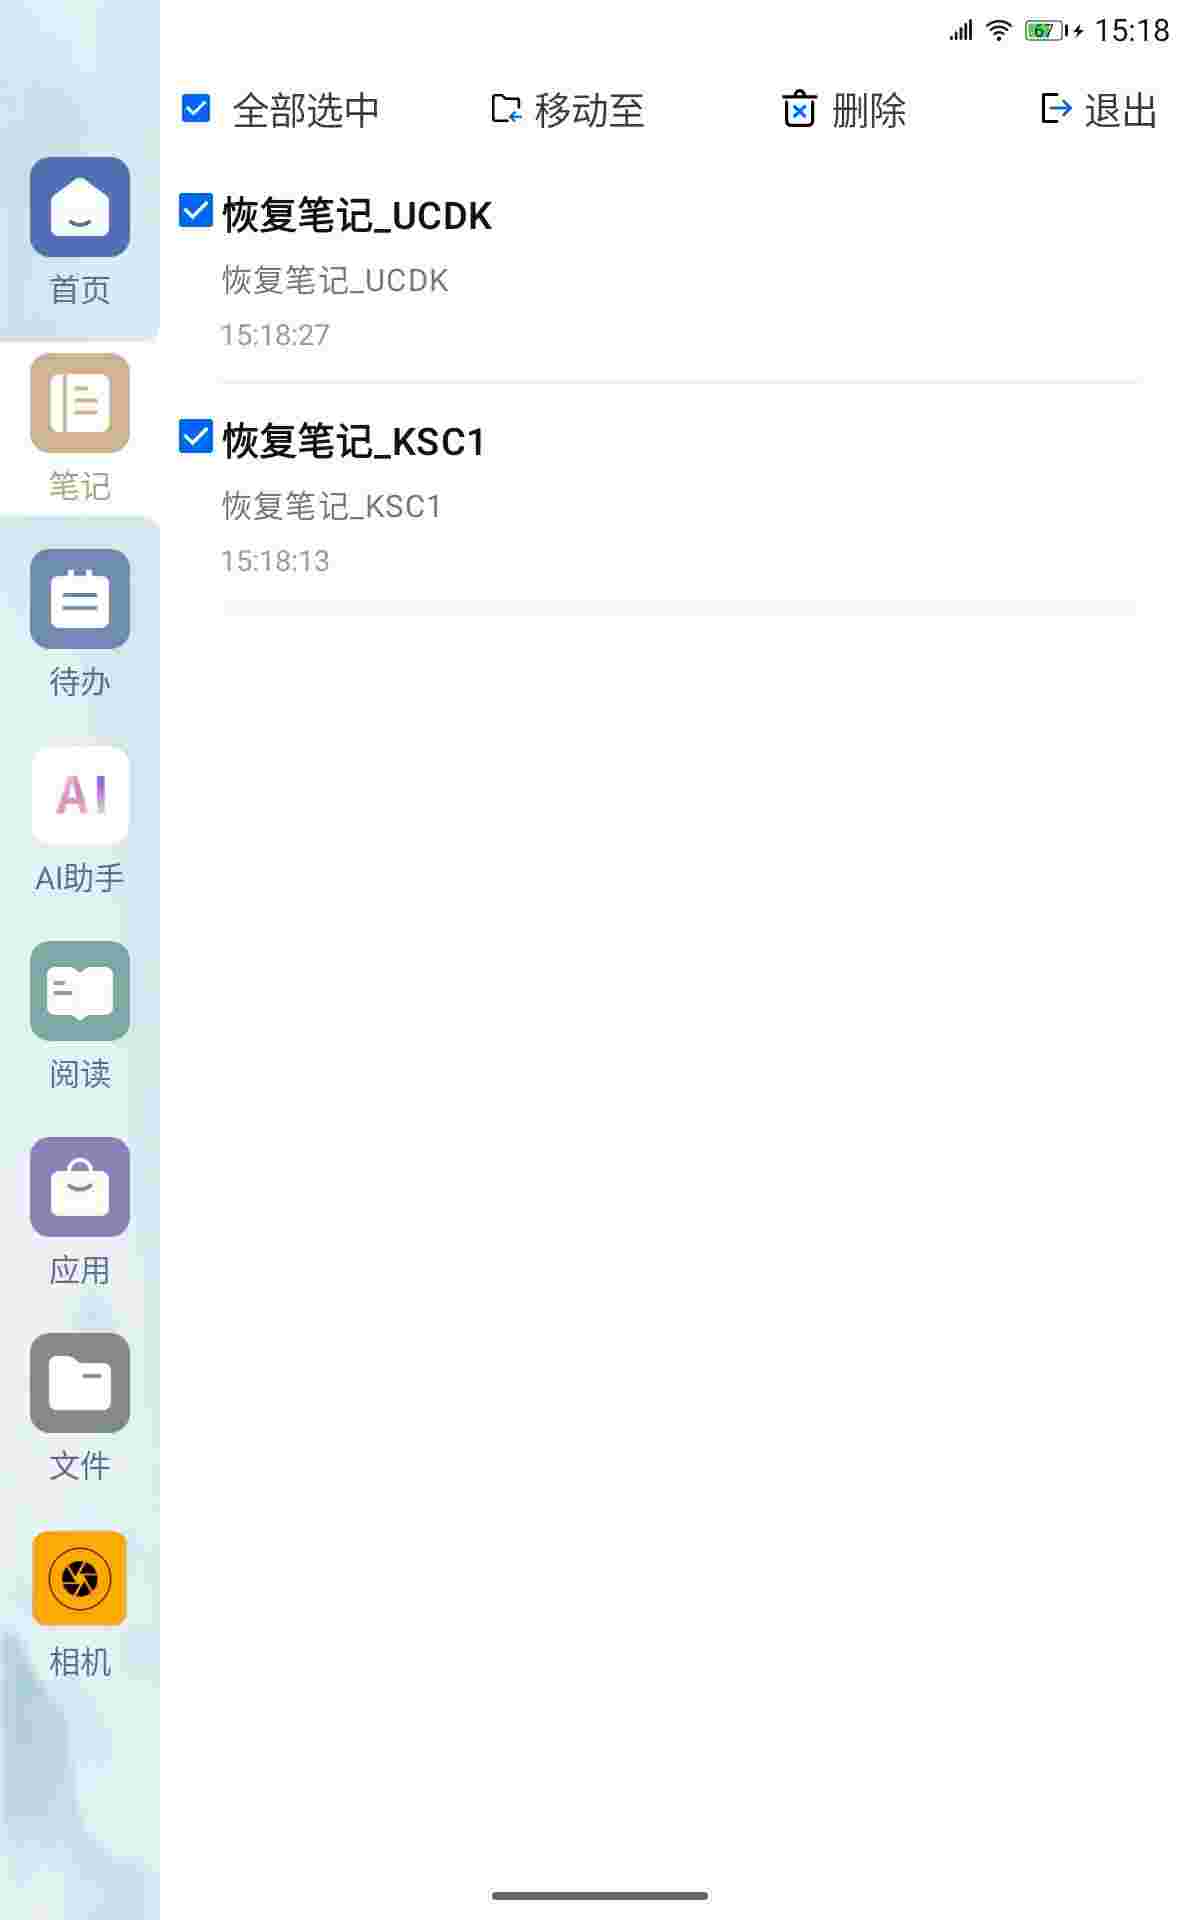 67 15:18
全部选中 移动至 删除 退出
首页
笔记
待办
AI
AI助手
阅读
应用
文件
相机
恢复笔记_UCDK
恢复笔记_UCDK
15:18:27
恢复笔记_KSC1
恢复笔记_KSC1
15:18:13